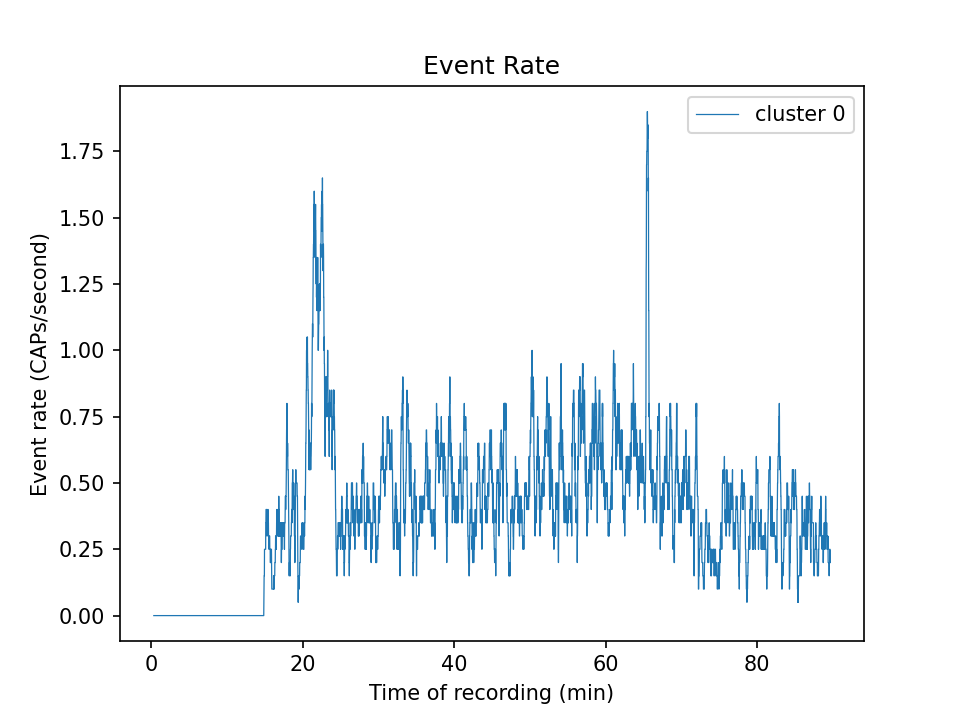 Event Rate
cluster 0
Event rate (CAPs/second)
1.75
1.50
1.25
1.00
0.75
0.50
0.25
0.00
0 20 40 60 80
Time of recording (min)